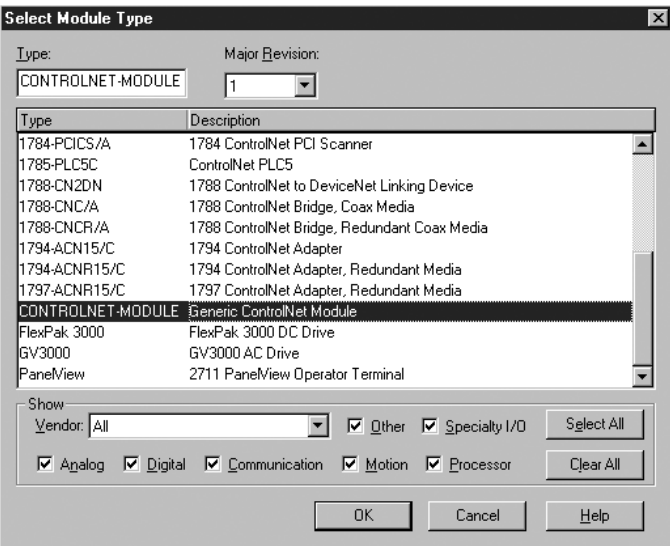 Select Module Type
Type: Major Revision:
CONTROLNET-MODULE 1
Type Description
1784-PCICS/A 1784 ControlNet PCI Scanner
1785-PLC5C ControlNet PLC5
1788-CN2DN 1788 ControlNet to DeviceNet Linking Device
1788-CNC/A 1788 ControlNet Bridge, Coax Media
1788-CNCR/A 1788 ControlNet Bridge, Redundant Coax Media
1794-ACN15/C 1794 ControlNet Adapter
1794-ACNR15/C 1794 ControlNet Adapter, Redundant Media
1797-ACNR15/C 1797 ControlNet Adapter, Redundant Media
CONTROLNET-MODULE Generic ControlNet Module
FlexPak 3000 FlexPak 3000 DC Drive
GV3000 GV3000 AC Drive
PanelView 2711 PanelView Operator Terminal
Show
Vendor: All Other Specialty I/O Select All
Analog Digital Communication Motion Processor Clear All
OK Cancel Help